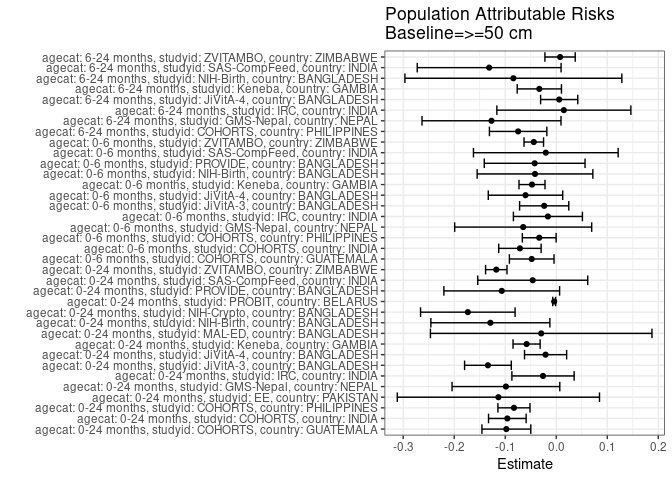 Population Attributable Risks
Baseline=>=50 cm
agecat: 6-24 months, studyid: ZVITAMBO, country: ZIMBABWE
agecat: 6-24 months, studyid: SAS-CompFeed, country: INDIA
agecat: 6-24 months, studyid: NIH-Birth, country: BANGLADESH
agecat: 6-24 months, studyid: Keneba, country: GAMBIA
agecat: 6-24 months, studyid: JiVitA-4, country: BANGLADESH
agecat: 6-24 months, studyid: IRC, country: INDIA
agecat: 6-24 months, studyid: GMS-Nepal, country: NEPAL
agecat: 6-24 months, studyid: COHORTS, country: PHILIPPINES
agecat: 0-6 months, studyid: ZVITAMBO, country: ZIMBABWE
agecat: 0-6 months, studyid: SAS-CompFeed, country: INDIA
agecat: 0-6 months, studyid: PROVIDE, country: BANGLADESH
agecat: 0-6 months, studyid: NIH-Birth, country: BANGLADESH
agecat: 0-6 months, studyid: Keneba, country: GAMBIA
agecat: 0-6 months, studyid: JiVitA-4, country: BANGLADESH
agecat: 0-6 months, studyid: JiVitA-3, country: BANGLADESH
agecat: 0-6 months, studyid: IRC, country: INDIA
agecat: 0-6 months, studyid: GMS-Nepal, country: NEPAL
agecat: 0-6 months, studyid: COHORTS, country: PHILIPPINES
agecat: 0-6 months, studyid: COHORTS, country: INDIA
agecat: 0-6 months, studyid: COHORTS, country: GUATEMALA
agecat: 0-24 months, studyid: ZVITAMBO, country: ZIMBABWE
agecat: 0-24 months, studyid: SAS-CompFeed, country: INDIA
agecat: 0-24 months, studyid: PROVIDE, country: BANGLADESH
agecat: 0-24 months, studyid: PROBIT, country: BELARUS
agecat: 0-24 months, studyid: NIH-Crypto, country: BANGLADESH
agecat: 0-24 months, studyid: NIH-Birth, country: BANGLADESH
agecat: 0-24 months, studyid: MAL-ED, country: BANGLADESH
agecat: 0-24 months, studyid: Keneba, country: GAMBIA
agecat: 0-24 months, studyid: JiVitA-4, country: BANGLADESH
agecat: 0-24 months, studyid: JiVitA-3, country: BANGLADESH
agecat: 0-24 months, studyid: IRC, country: INDIA
agecat: 0-24 months, studyid: GMS-Nepal, country: NEPAL
agecat: 0-24 months, studyid: EE, country: PAKISTAN
agecat: 0-24 months, studyid: COHORTS, country: PHILIPPINES
agecat: 0-24 months, studyid: COHORTS, country: INDIA
agecat: 0-24 months, studyid: COHORTS, country: GUATEMALA
-0.3 -0.2 -0.1 0.0 0.1 0.2
Estimate